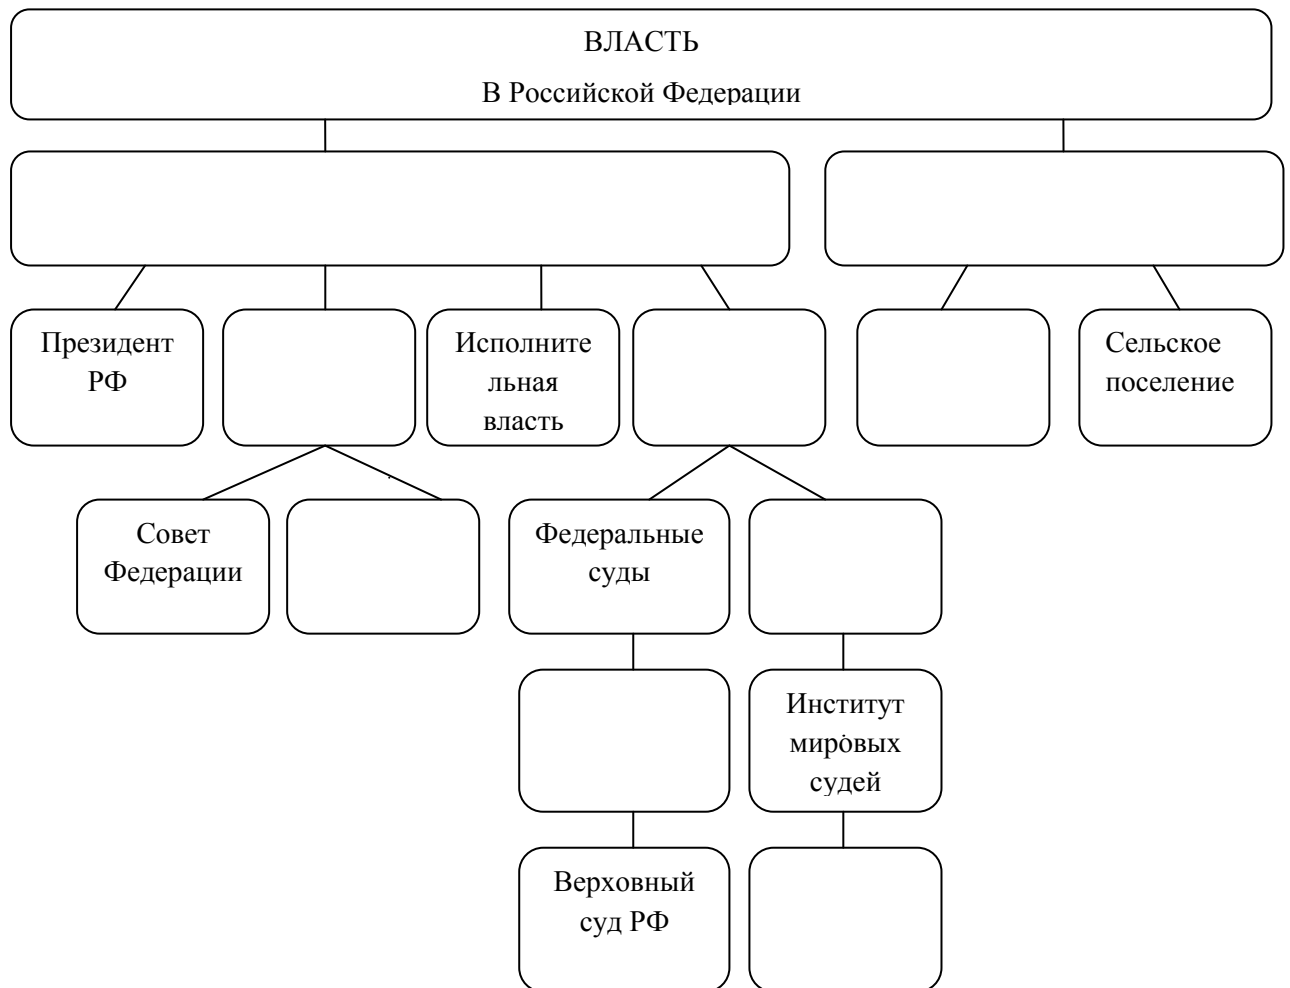 ВЛАСТЬ
В Российской Федерации
Президент
РФ
Исполните
льная
власть
Сельское
поселение
Совет
Федерации
Федеральные
суды
Институт
мировых
судей
Верховный
суд РФ